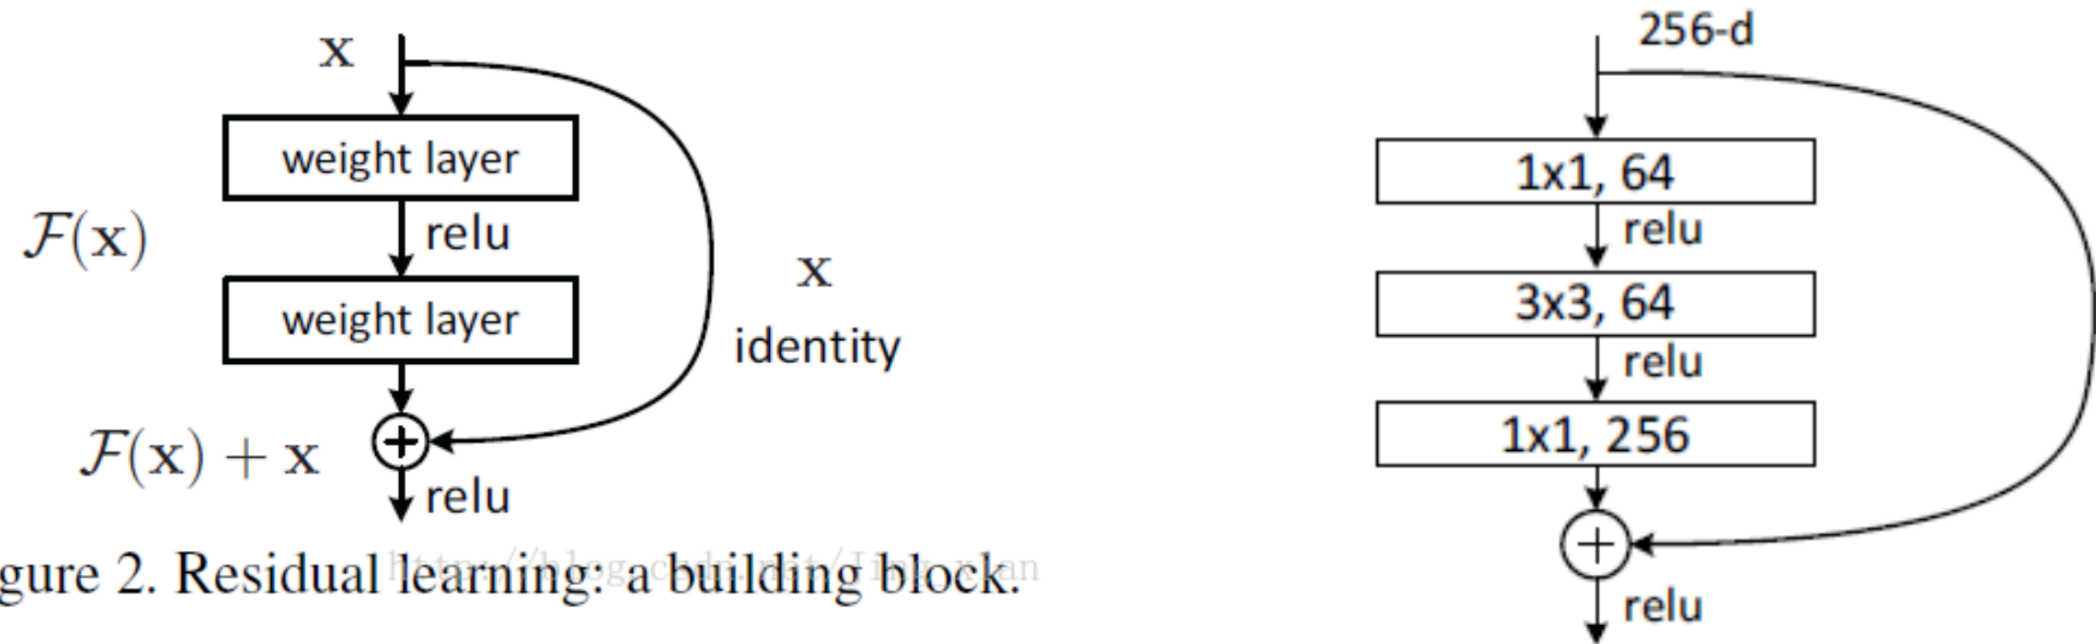 x
weight layer
F(x)
relu
weight layer
x
identity
F(x) + x
relu
gure 2. Residual learning: a building block.
256-d
1x1, 64
relu
3x3, 64
relu
1x1, 256
relu